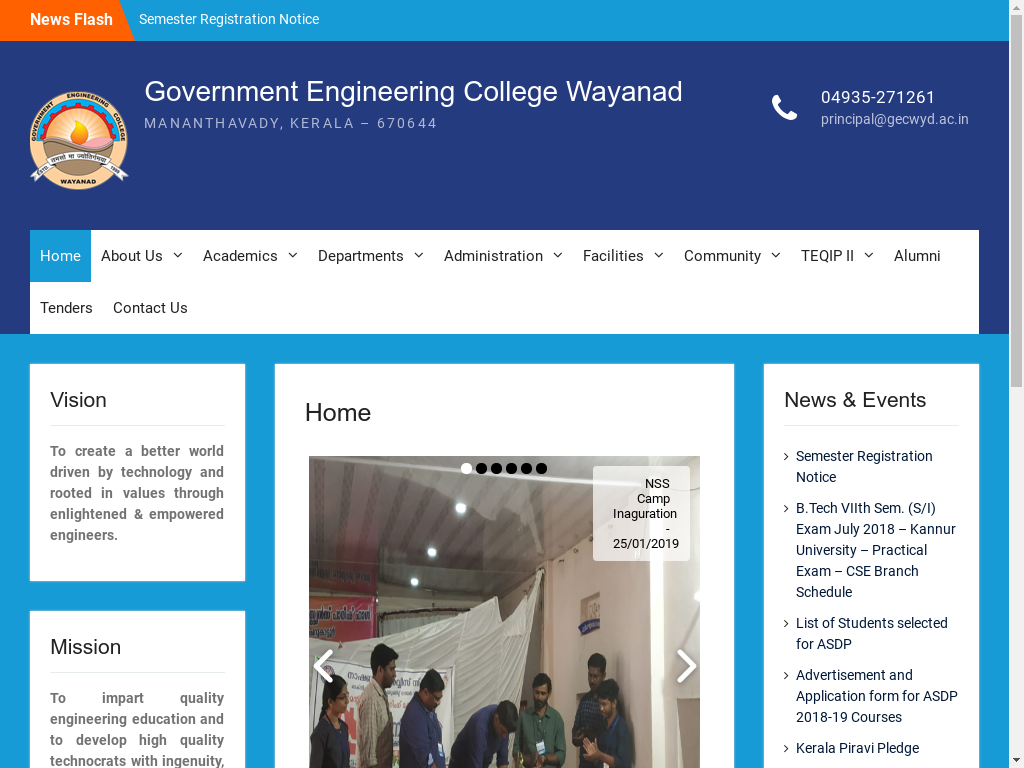 News Flash
Semester Registration Notice
Government Engineering College Wayanad
MANANTHAVADY, KERALA – 670644
04935-271261
principal@gecwyd.ac.in
GOVERNMENT ENGINEERING COLLEGE
WAYANAD
Home
About Us
Academics
Departments
Administration
Facilities
Community
TEQIP II
Alumni
Tenders
Contact Us
Vision
To create a better world
driven by technology and
rooted in values through
enlightened & empowered
engineers.
Mission
To impart quality
engineering education and
to develop high quality
technocrats with ingenuity,
Home
NSS
Camp
Inaguration
-
25/01/2019
News & Events
Semester Registration
Notice
B.Tech VIIth Sem. (S/I)
Exam July 2018 – Kannur
University – Practical
Exam – CSE Branch
Schedule
List of Students selected
for ASDP
Advertisement and
Application form for ASDP
2018-19 Courses
Kerala Piravi Pledge